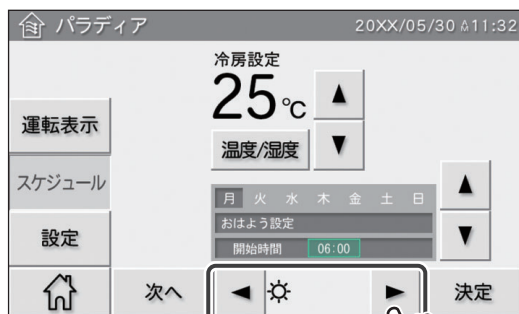 パラディア 20XX/05/30 11:32
冷房設定
25℃
運転表示
温度/湿度
スケジュール
月 火 水 木 金 土 日
おはよう設定
設定
開始時間 06:00
次へ
決定